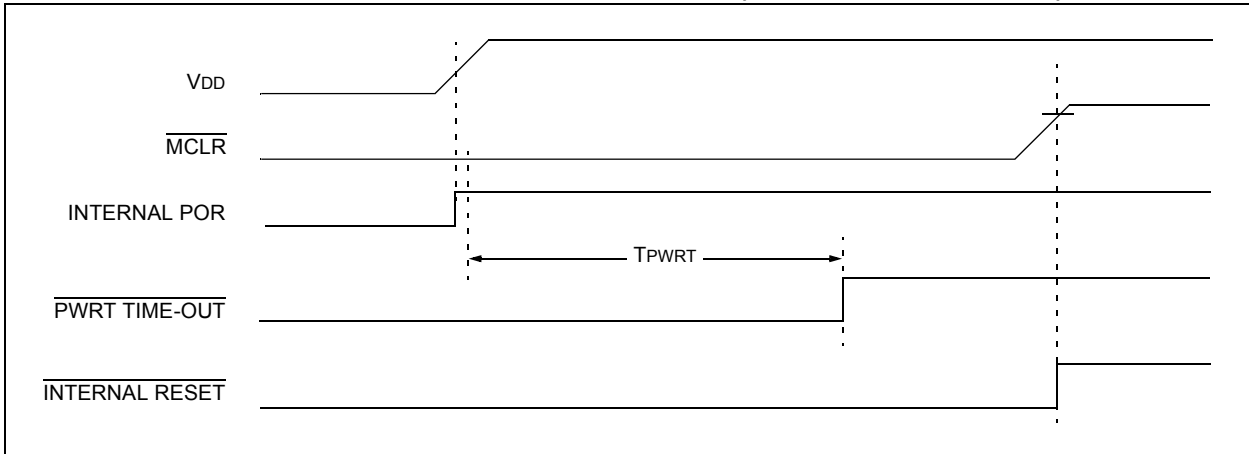 VDD
MCLR
INTERNAL POR
TPWRT
PWRT TIME-OUT
INTERNAL RESET